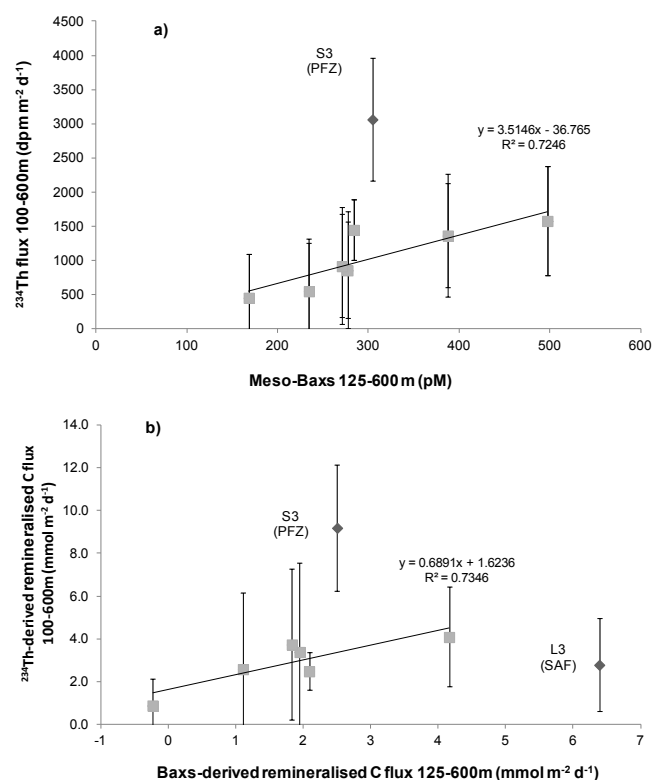 a)
S3
(PFZ)
y = 3.5146x - 36.765
R² = 0.7246
4500
4000
3500
3000
2500
2000
1500
1000
500
0
0 100 200 300 400 500 600
²³⁴Th flux 100-600m (dpm m⁻² d⁻¹)
Meso-Baxs 125-600m (pM)
b)
S3
(PFZ)
y = 0.6891x + 1.6236
R² = 0.7346
L3
(SAF)
14.0
12.0
10.0
8.0
6.0
4.0
2.0
0.0
-1 0 1 2 3 4 5 6 7
²³⁴Th-derived remineralised C flux
100-600m (mmol m⁻² d⁻¹)
Baxs-derived remineralised C flux 125-600m (mmol m⁻² d⁻¹)